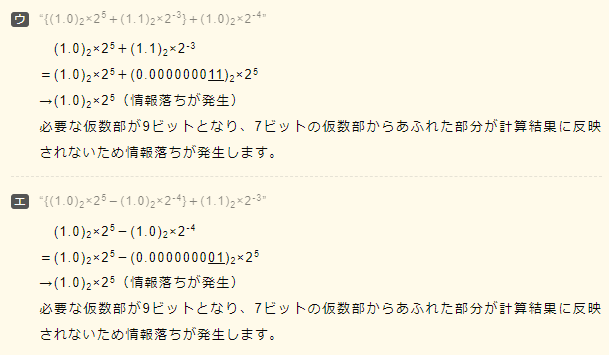 ウ “{(1.0)₂×2⁵＋(1.1)₂×2⁻³}＋(1.0)₂×2⁻⁴”
(1.0)₂×2⁵＋(1.1)₂×2⁻³
＝(1.0)₂×2⁵＋(0.000000011)₂×2⁵
→(1.0)₂×2⁵（情報落ちが発生）
必要な仮数部が9ビットとなり、7ビットの仮数部からあふれた部分が計算結果に反映
されないため情報落ちが発生します。
エ “{(1.0)₂×2⁵－(1.0)₂×2⁻⁴}＋(1.1)₂×2⁻³”
(1.0)₂×2⁵－(1.0)₂×2⁻⁴
＝(1.0)₂×2⁵－(0.000000001)₂×2⁵
→(1.0)₂×2⁵（情報落ちが発生）
必要な仮数部が9ビットとなり、7ビットの仮数部からあふれた部分が計算結果に反映
されないため情報落ちが発生します。